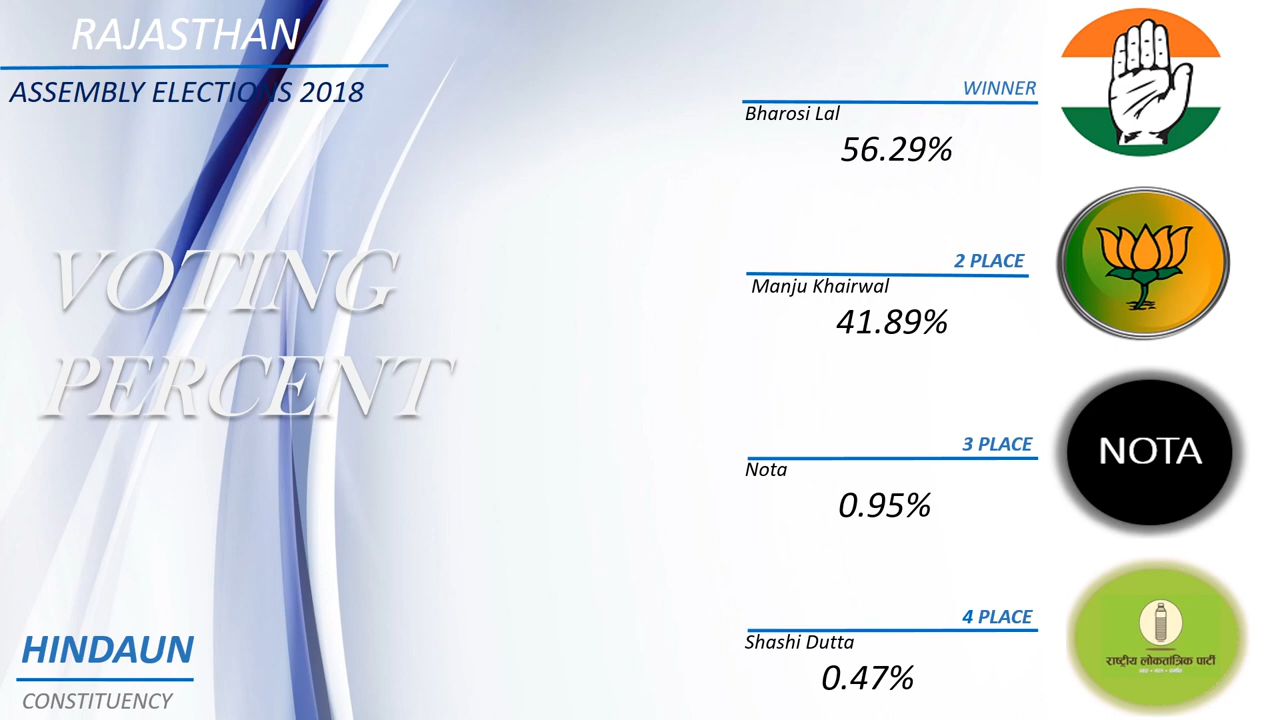 RAJASTHAN
ASSEMBLY ELECTIONS 2018
VOTING
PERCENT
HINDAUN
CONSTITUENCY
WINNER
Bharosi Lal
56.29%
2 PLACE
Manju Khairwal
41.89%
3 PLACE
Nota
0.95%
NOTA
4 PLACE
Shashi Dutta
0.47%
राष्ट्रीय लोकतांत्रिक पार्टी